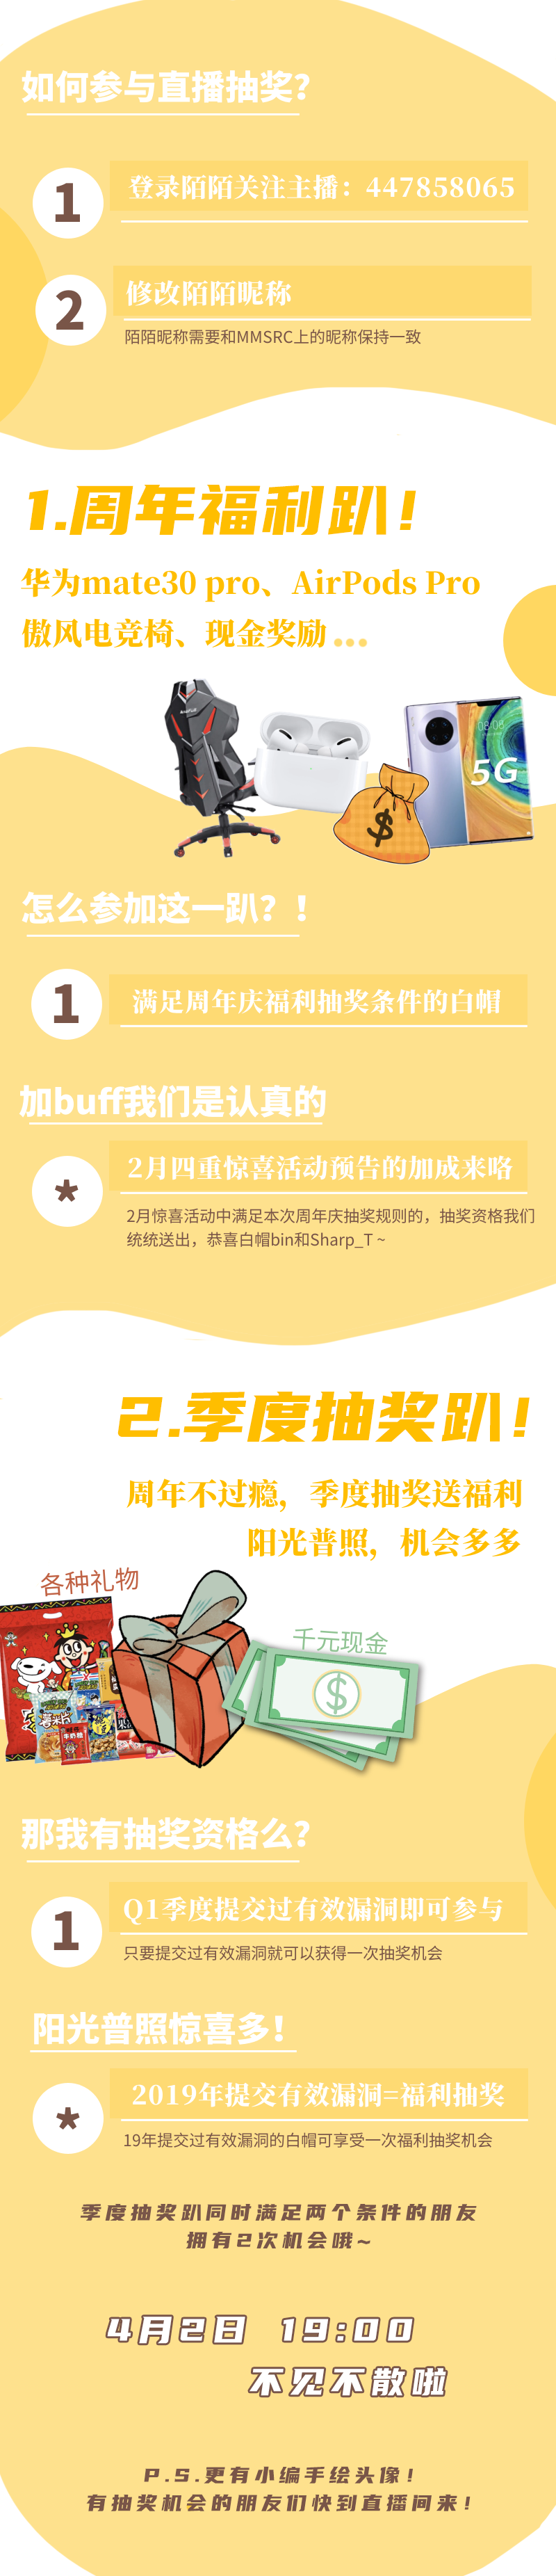 如何参与直播抽奖?
1
登录陌陌关注主播：447858065
2
修改陌陌昵称
陌陌昵称需要和MMSRC上的昵称保持一致
1.周年福利趴！
华为mate30 pro、AirPods Pro
傲风电竞椅、现金奖励...
08:08
5G
$
怎么参加这一趴？！
1
满足周年庆福利抽奖条件的白帽
加buff我们是认真的
*
2月四重惊喜活动预告的加成来咯
2月惊喜活动中满足本次周年庆抽奖规则的，抽奖资格我们
统统送出，恭喜白帽bin和Sharp_T ~
2.季度抽奖趴！
周年不过瘾，季度抽奖送福利
阳光普照，机会多多
各种礼物
千元现金
$
那我有抽奖资格么?
1
Q1季度提交过有效漏洞即可参与
只要提交过有效漏洞就可以获得一次抽奖机会
阳光普照惊喜多！
*
2019年提交有效漏洞=福利抽奖
19年提交过有效漏洞的白帽可享受一次福利抽奖机会
季度抽奖趴同时满足两个条件的朋友
拥有2次机会哦~
4月2日 19:00
不见不散啦
P.S.更有小编手绘头像！
有抽奖机会的朋友们快到直播间来！